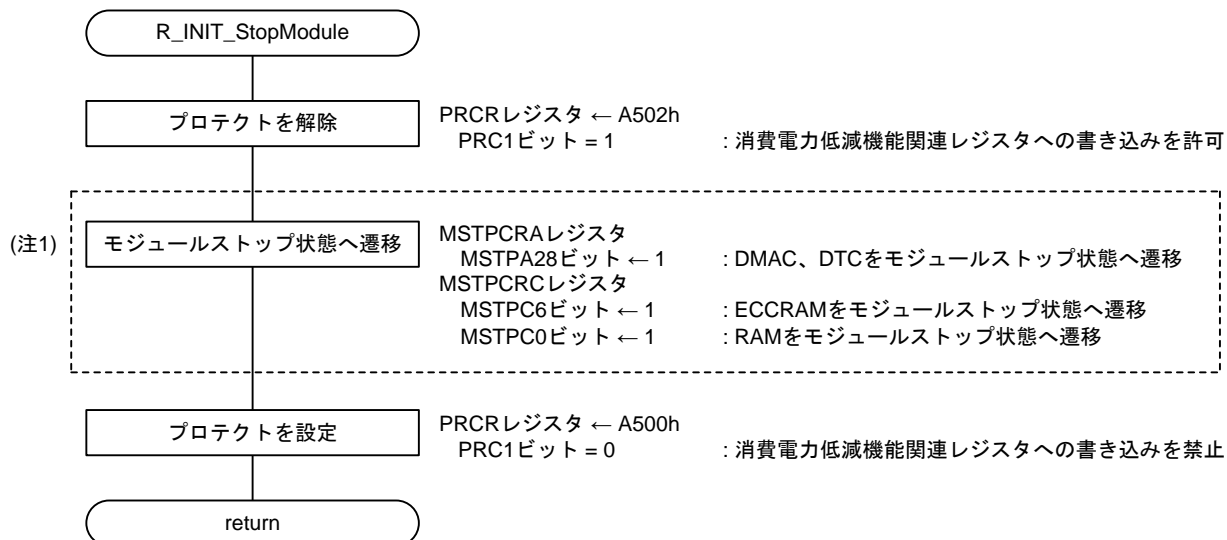 R_INIT_StopModule
プロテクトを解除
PRCRレジスタ ← A502h
PRC1ビット = 1 : 消費電力低減機能関連レジスタへの書き込みを許可
(注1)
モジュールストップ状態へ遷移
MSTPCRAレジスタ
MSTPA28ビット ← 1 : DMAC、DTCをモジュールストップ状態へ遷移
MSTPCRCレジスタ
MSTPC6ビット ← 1 : ECCRAMをモジュールストップ状態へ遷移
MSTPC0ビット ← 1 : RAMをモジュールストップ状態へ遷移
プロテクトを設定
PRCRレジスタ ← A500h
PRC1ビット = 0 : 消費電力低減機能関連レジスタへの書き込みを禁止
return